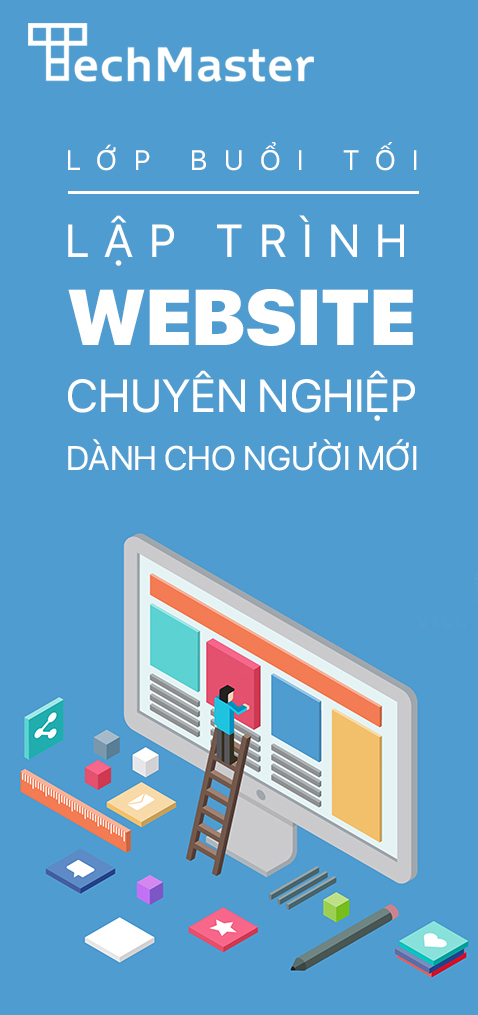 TechMaster
LỚP BUỔI TỐI
LẬP TRÌNH
WEBSITE
CHUYÊN NGHIỆP
DÀNH CHO NGƯỜI MỚI